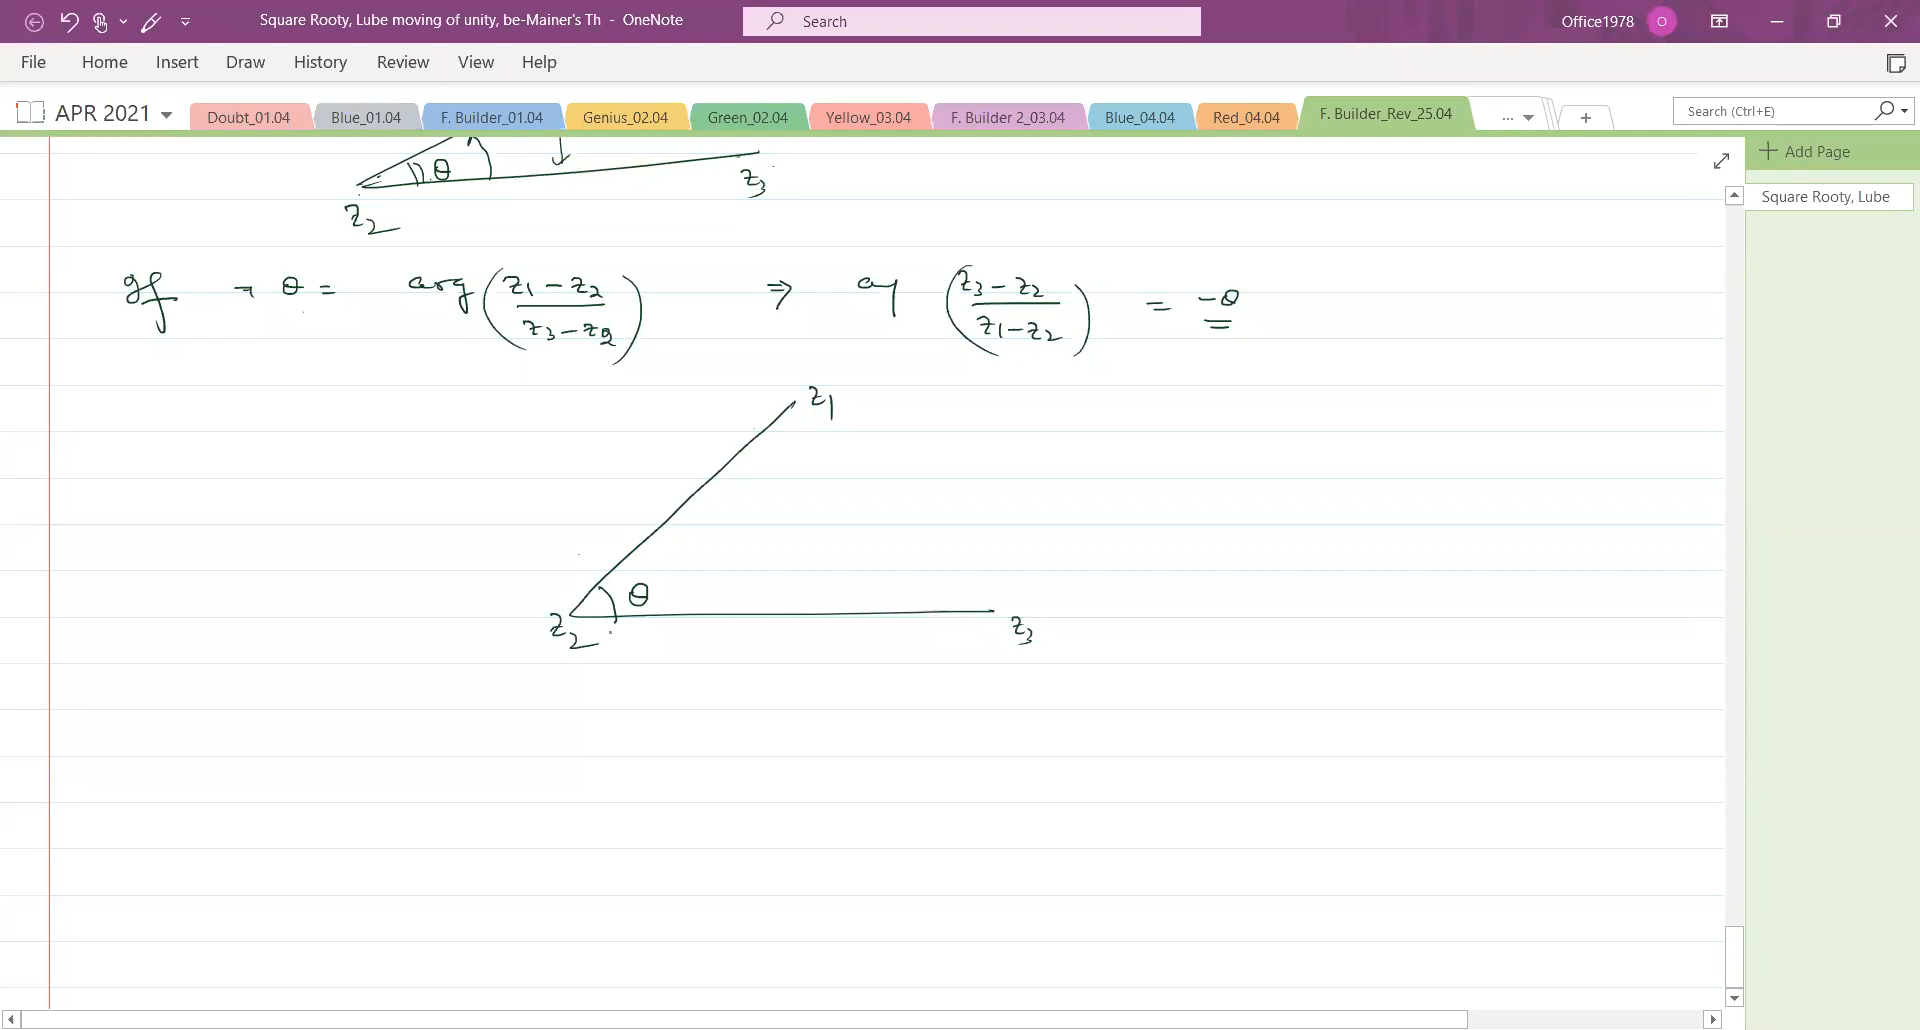 Square Rooty, Lube moving of unity, be-Mainer's Th - OneNote
Search
Office1978
O
File Home Insert Draw History Review View Help
APR 2021
Doubt_01.04 Blue_01.04 F. Builder_01.04 Genius_02.04 Green_02.04 Yellow_03.04 F. Builder 2_03.04 Blue_04.04 Red_04.04 F. Builder_Rev_25.04 ...
Search (Ctrl+E)
Add Page
Square Rooty, Lube
θ
z₃
z₂
If → θ = arg((z₁ - z₂)/(z₃ - z₂)) ⇒ arg((z₃ - z₂)/(z₁ - z₂)) = -θ
z₁
θ
z₂
z₃